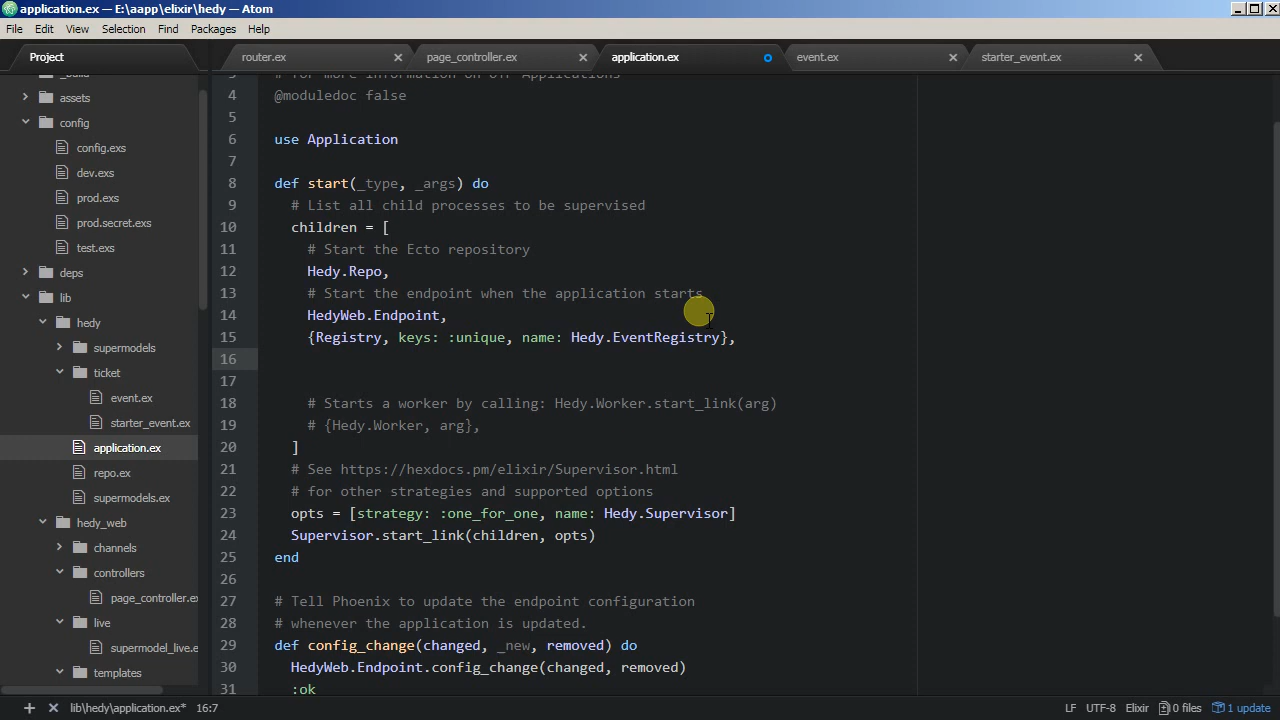 application.ex — E:\aapp\elixir\hedy — Atom
File Edit View Selection Find Packages Help
Project
router.ex
page_controller.ex
application.ex
event.ex
starter_event.ex
_build
assets
config
config.exs
dev.exs
prod.exs
prod.secret.exs
test.exs
deps
lib
hedy
supermodels
ticket
event.ex
starter_event.ex
application.ex
repo.ex
supermodels.ex
hedy_web
channels
controllers
page_controller.ex
live
supermodel_live.e
templates
3 # for more information on OTP Applications
4 @moduledoc false
5
6 use Application
7
8 def start(_type, _args) do
9 # List all child processes to be supervised
10 children = [
11 # Start the Ecto repository
12 Hedy.Repo,
13 # Start the endpoint when the application starts
14 HedyWeb.Endpoint,
15 {Registry, keys: :unique, name: Hedy.EventRegistry},
16
17
18 # Starts a worker by calling: Hedy.Worker.start_link(arg)
19 # {Hedy.Worker, arg},
20 ]
21 # See https://hexdocs.pm/elixir/Supervisor.html
22 # for other strategies and supported options
23 opts = [strategy: :one_for_one, name: Hedy.Supervisor]
24 Supervisor.start_link(children, opts)
25 end
26
27 # Tell Phoenix to update the endpoint configuration
28 # whenever the application is updated.
29 def config_change(changed, _new, removed) do
30 HedyWeb.Endpoint.config_change(changed, removed)
31 :ok
lib\hedy\application.ex* 16:7 LF UTF-8 Elixir 0 files 1 update